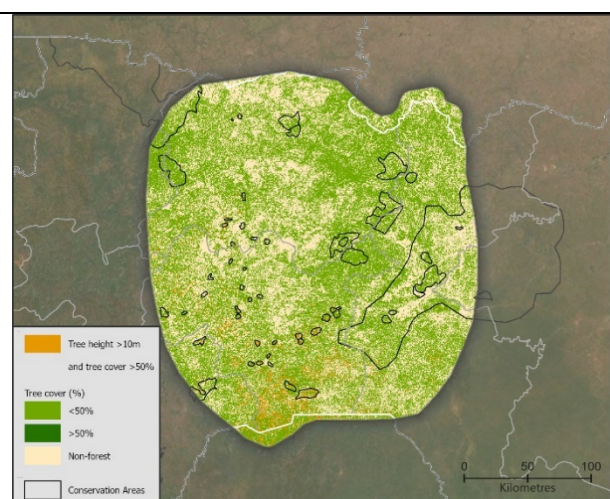 Tree height >10m
and tree cover >50%
Tree cover (%)
<50%
>50%
Non-forest
Conservation Areas
0 50 100
Kilometres